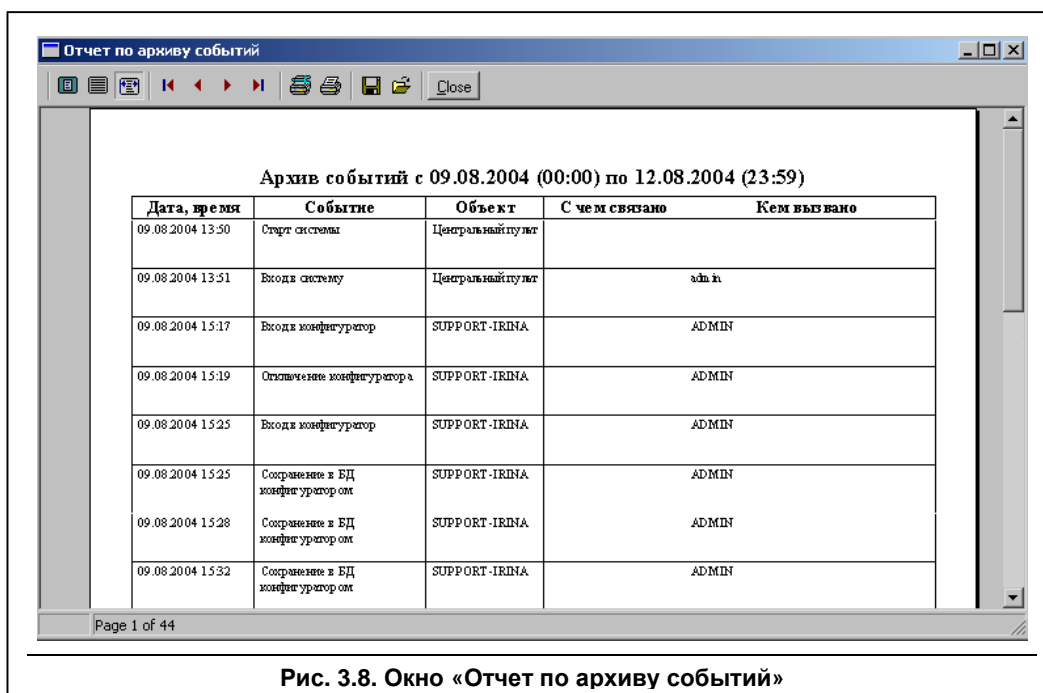 Отчет по архиву событий
Close
Архив событий с 09.08.2004 (00:00) по 12.08.2004 (23:59)
Дата, время Событие Объект С чем связано Кем вызвано
09.08.2004 13:50 Старт системы Центральный пульт
09.08.2004 13:51 Вход в систему Центральный пульт admin
09.08.2004 15:17 Вход в конфигуратор SUPPORT-IRINA ADMIN
09.08.2004 15:19 Отключение конфигуратора SUPPORT-IRINA ADMIN
09.08.2004 15:25 Вход в конфигуратор SUPPORT-IRINA ADMIN
09.08.2004 15:25 Сохранение в БД SUPPORT-IRINA ADMIN
конфигуратором
09.08.2004 15:28 Сохранение в БД SUPPORT-IRINA ADMIN
конфигуратором
09.08.2004 15:32 Сохранение в БД SUPPORT-IRINA ADMIN
конфигуратором
Page 1 of 44
Рис. 3.8. Окно «Отчет по архиву событий»